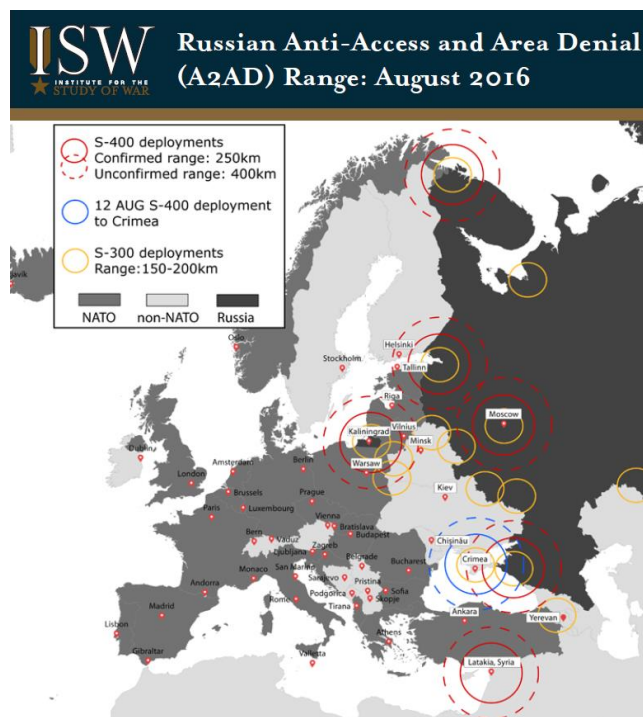 ISW
INSTITUTE FOR THE
STUDY OF WAR
Russian Anti-Access and Area Denial
(A2AD) Range: August 2016
S-400 deployments
Confirmed range: 250km
Unconfirmed range: 400km
12 AUG S-400 deployment
to Crimea
S-300 deployments
Range:150-200km
NATO
non-NATO
Russia
avik
Oslo
Helsinki
Stockholm
Tallinn
Riga
Moscow
Kaliningrad
Vilnius
Minsk
Dublin
Warsaw
Berlin
Amsterdam
London
Brussels
Prague
Kiev
Paris
Luxembourg
Vienna
Bratislava
Budapest
Chișinău
Bern
Vaduz
Ljubljana
Zagreb
Crimea
Belgrade
Bucharest
Monaco
San Marino
Sarajevo
Pristina
Andorra
Podgorica
Sofia
Skopje
Rome
Tirana
Madrid
Ankara
Yerevan
Lisbon
Athens
Gibraltar
Valletta
Latakia, Syria